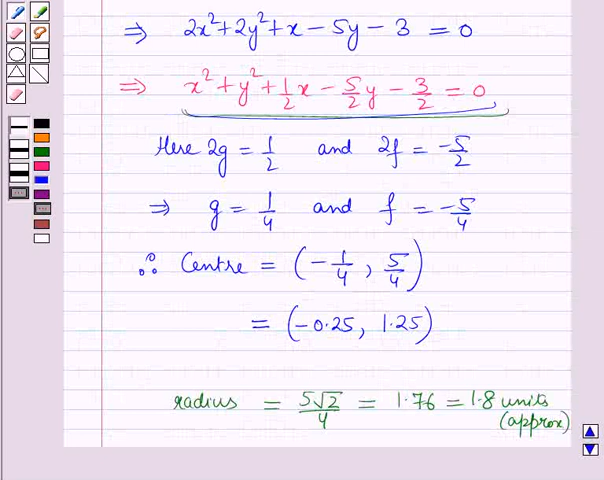 ⇒ 2x²+2y²+x−5y−3 = 0
⇒ x²+y²+1/2x−5/2y−3/2 = 0
Here 2g = 1/2 and 2f = −5/2
⇒ g = 1/4 and f = −5/4
∴ Centre = (−1/4, 5/4)
= (−0.25, 1.25)
radius = 5√2/4 = 1.76 = 1.8 units
(approx)